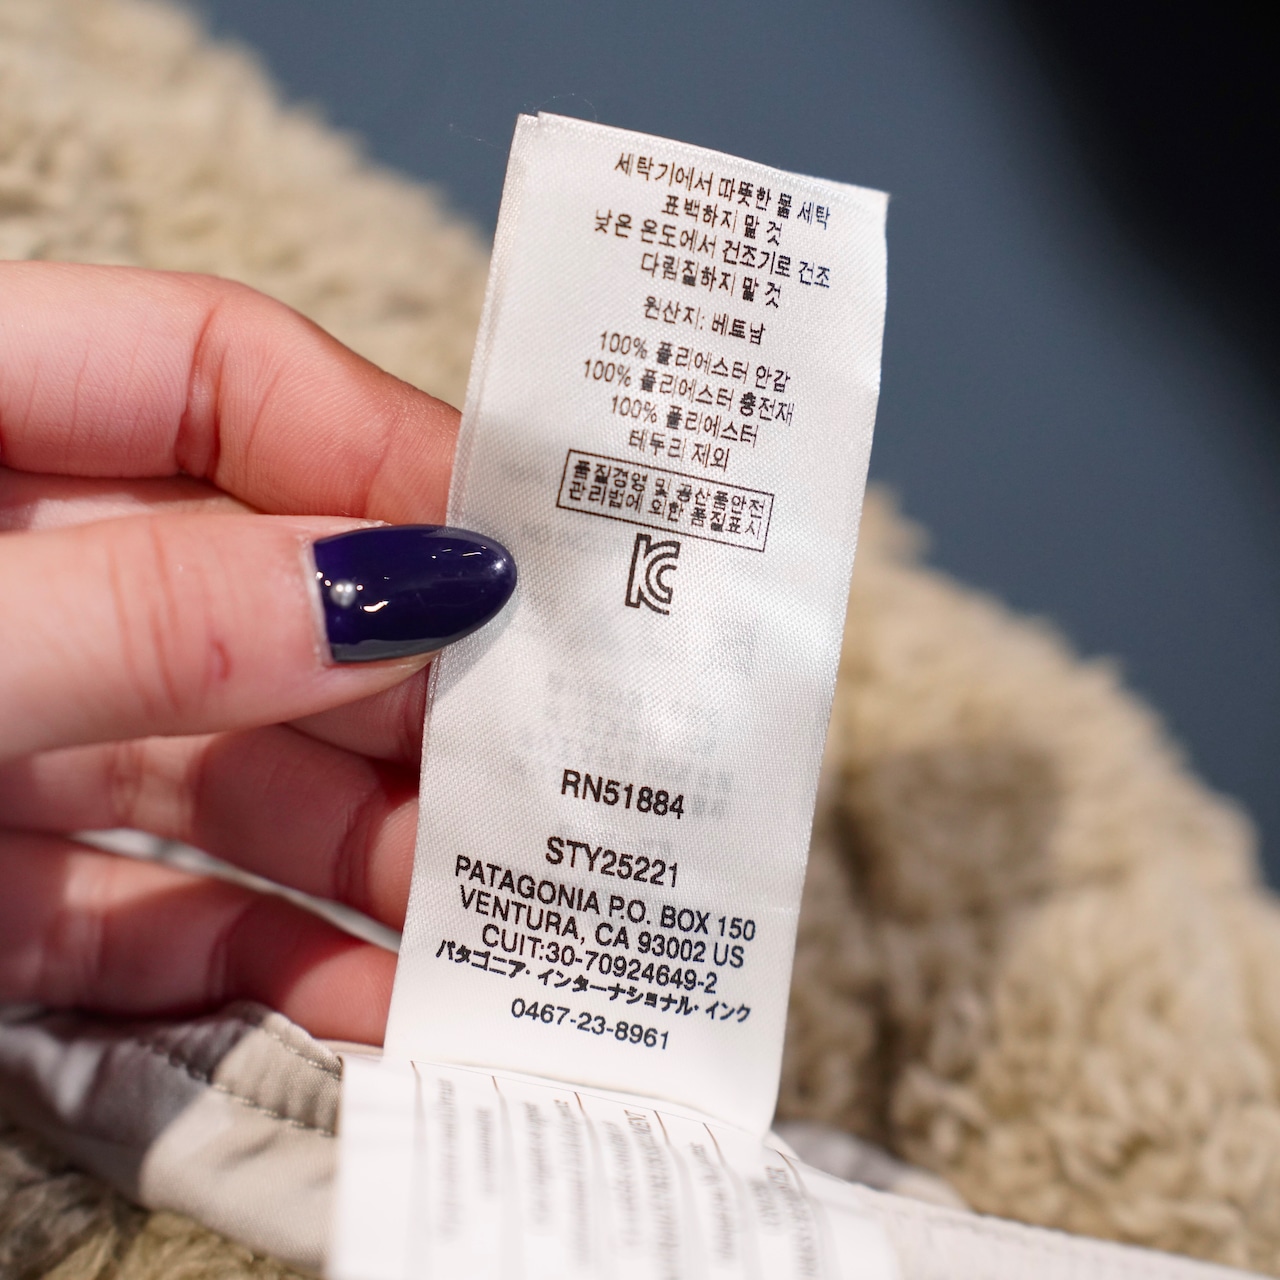 세탁기에서 따뜻한 물 세탁
표백하지 말 것
낮은 온도에서 건조기로 건조
다림질하지 말 것
원산지: 베트남
100% 폴리에스터 안감
100% 폴리에스터 충전재
100% 폴리에스터
테두리 제외
품질경영 및 공산품안전
관리법에 의한 품질표시
KC
RN51884
STY25221
PATAGONIA P.O. BOX 150
VENTURA, CA 93002 US
CUIT:30-70924649-2
パタゴニア・インターナショナル・インク
0467-23-8961